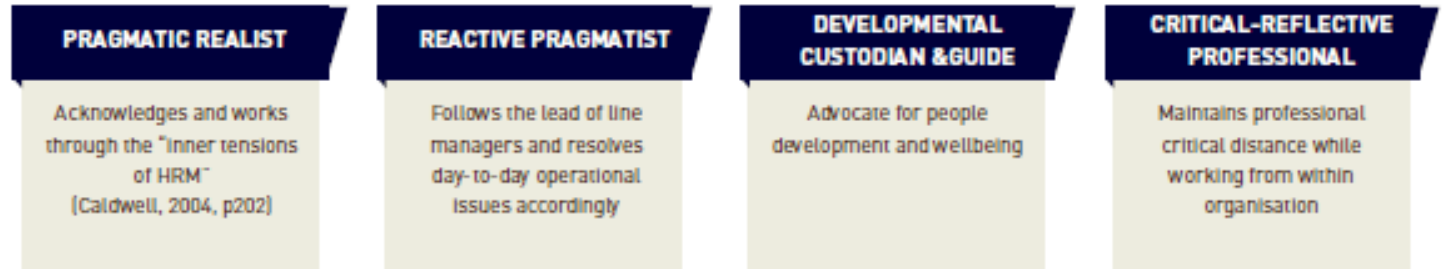 PRAGMATIC REALIST
Acknowledges and works
through the "inner tensions
of HRM"
(Caldwell, 2004, p202)
REACTIVE PRAGMATIST
Follows the lead of line
managers and resolves
day-to-day operational
issues accordingly
DEVELOPMENTAL
CUSTODIAN &GUIDE
Advocate for people
development and wellbeing
CRITICAL-REFLECTIVE
PROFESSIONAL
Maintains professional
critical distance while
working from within
organisation